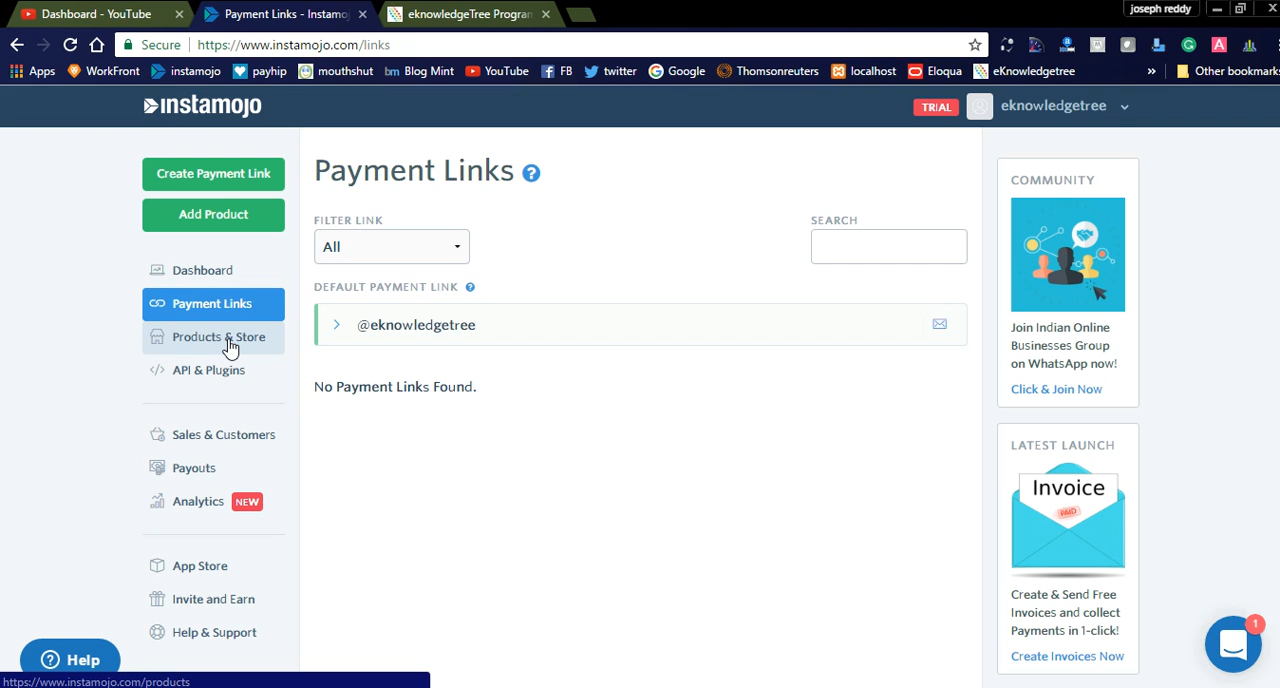 Dashboard - YouTube
Payment Links - Instamoj
eknowledgeTree Program
joseph reddy
Secure
https://www.instamojo.com/links
Apps
WorkFront
instamojo
payhip
mouthshut
bm Blog Mint
YouTube
FB
twitter
Google
Thomsonreuters
localhost
Eloqua
eKnowledgetree
»
Other bookmarks
instamojo
TRIAL
eknowledgetree
Create Payment Link
Add Product
Dashboard
Payment Links
Products & Store
API & Plugins
Sales & Customers
Payouts
Analytics NEW
App Store
Invite and Earn
Help & Support
Help
https://www.instamojo.com/products
Payment Links ?
FILTER LINK
All
SEARCH
DEFAULT PAYMENT LINK ?
@eknowledgetree
No Payment Links Found.
COMMUNITY
Join Indian Online
Businesses Group
on WhatsApp now!
Click & Join Now
LATEST LAUNCH
Invoice
PAID
Create & Send Free
Invoices and collect
Payments in 1-click!
Create Invoices Now
1